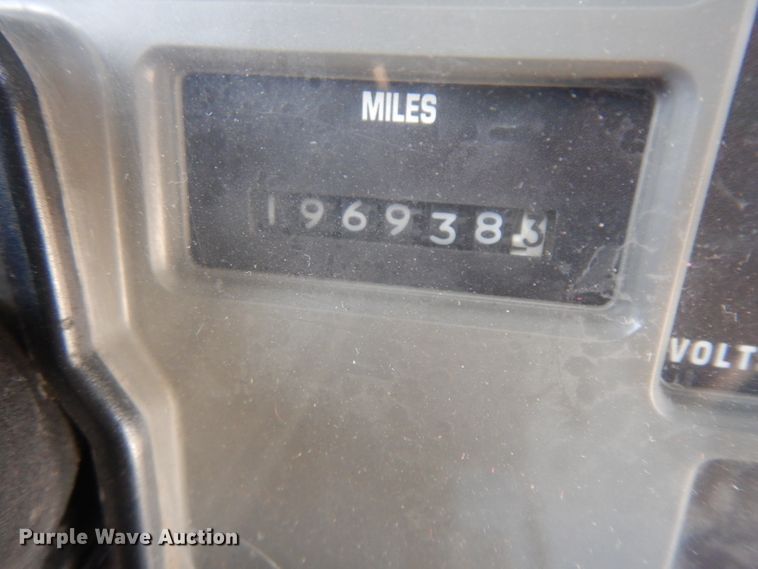 MILES
1969383
VOLT
Purple Wave Auction